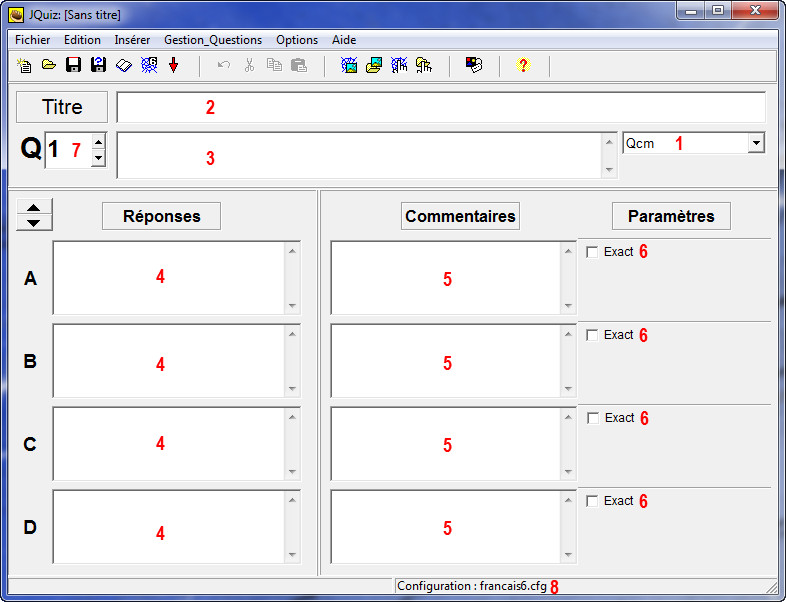 JQuiz: [Sans titre]
Fichier Edition Insérer Gestion_Questions Options Aide
?
Titre 2
Q 1 7 3 Qcm 1
Réponses Commentaires Paramètres
A 4 5 Exact 6
B 4 5 Exact 6
C 4 5 Exact 6
D 4 5 Exact 6
Configuration : francais6.cfg 8